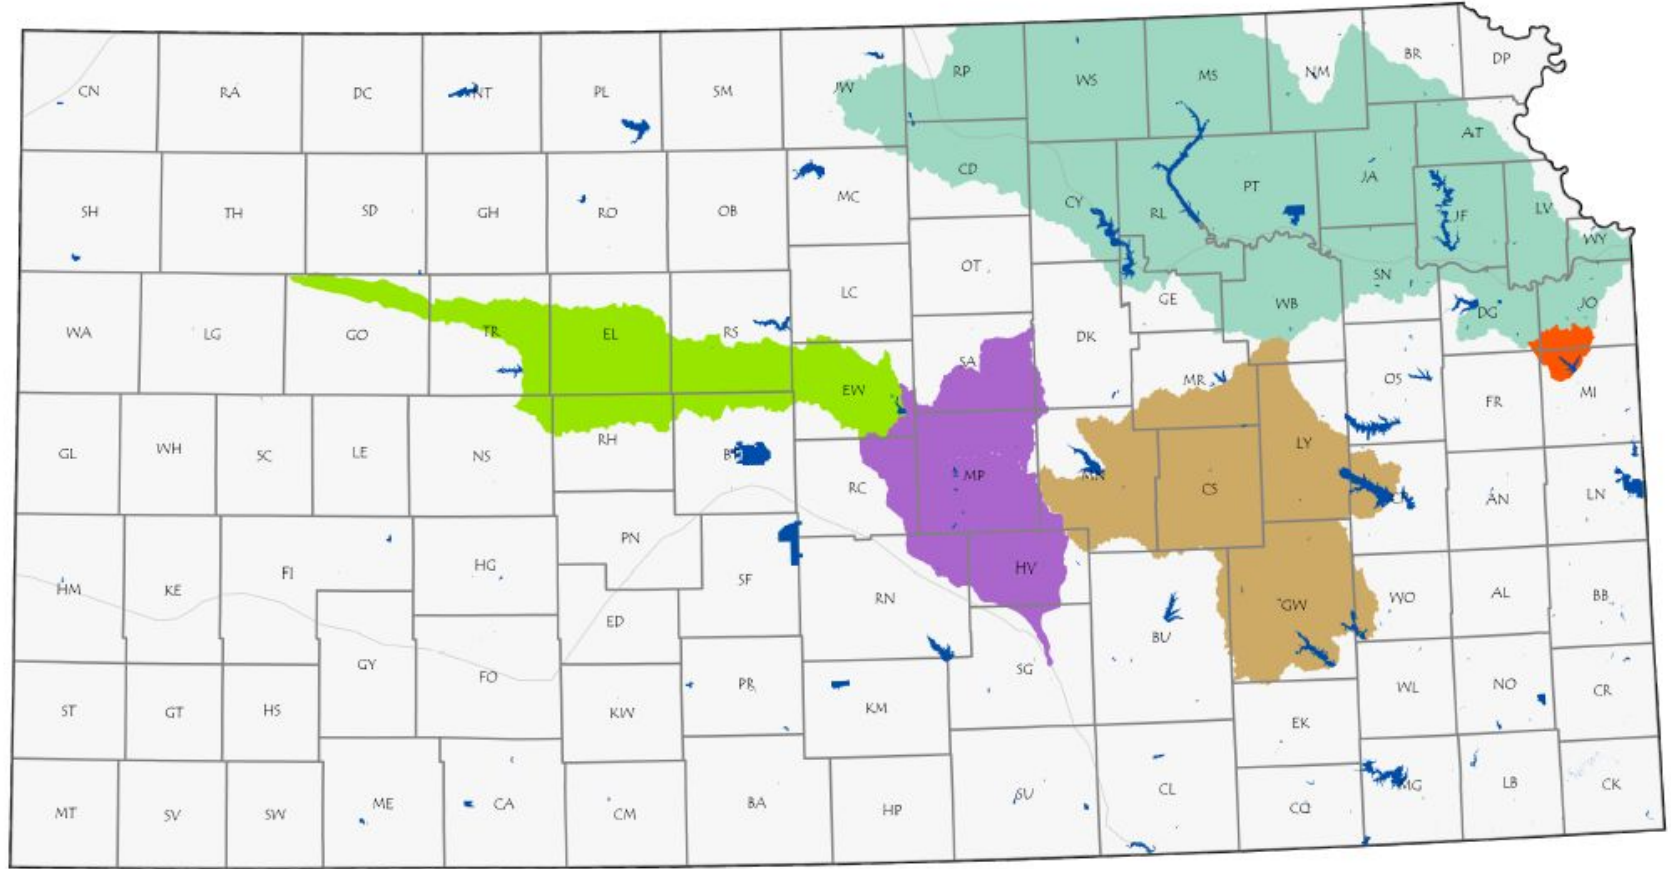 CN RA DC NT PL SM JW RP WS MS NM BR DP
SH TH SD GH RO OB MC CD CY RL PT JA AT JF LV WY
WA LG GO TR EL RS LC OT GE WB SN DG JO
EW SA DK MR OS FR MI
GL WH SC LE NS RH RC MP MN CS LY AN LN
HM KE FI HG PN SF RN HV GW WO AL BB
GY ED BU
ST GT HS FO KW PR KM SG EK WL NO CR
MT SV SW ME CA CM BA HP SU CL CQ MG LB CK